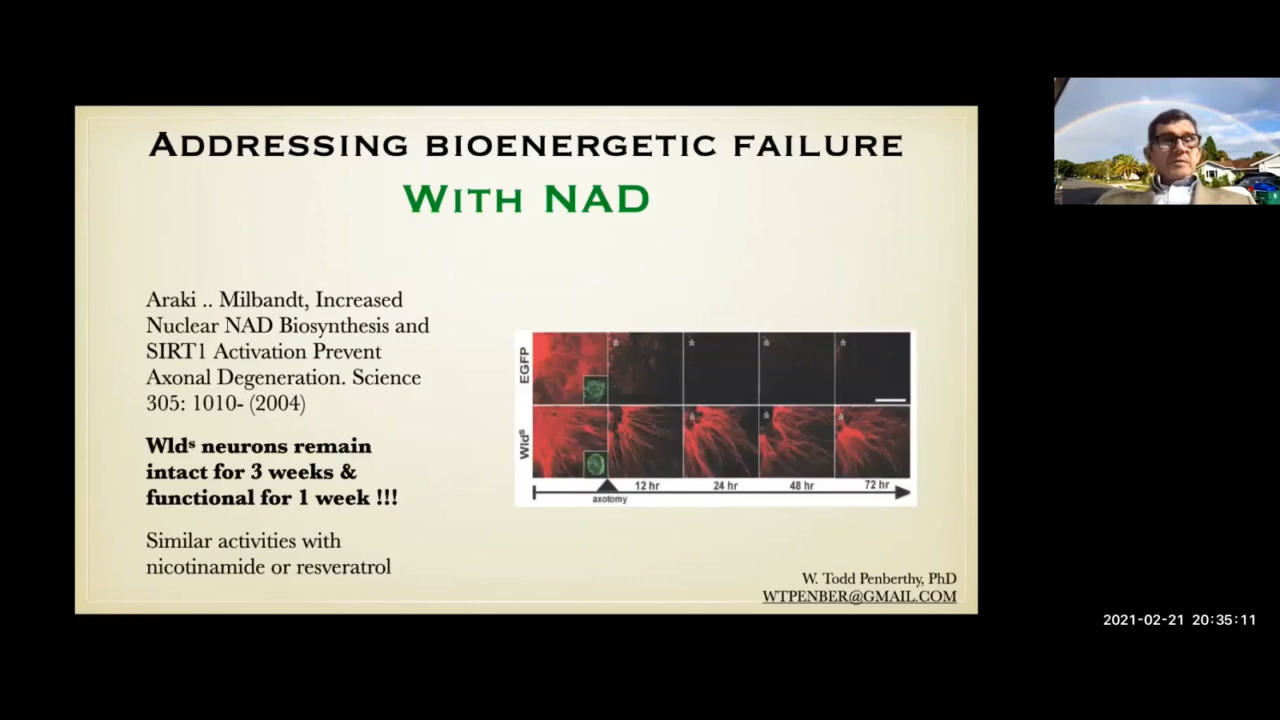 ADDRESSING BIOENERGETIC FAILURE
WITH NAD
Araki .. Milbandt, Increased
Nuclear NAD Biosynthesis and
SIRT1 Activation Prevent
Axonal Degeneration. Science
305: 1010- (2004)
Wldˢ neurons remain
intact for 3 weeks &
functional for 1 week !!!
Similar activities with
nicotinamide or resveratrol
EGFP
* * * *
Wldˢ
* * *
12 hr 24 hr 48 hr 72 hr
axotomy
W. Todd Penberthy, PhD
WTPENBER@GMAIL.COM
2021-02-21 20:35:11